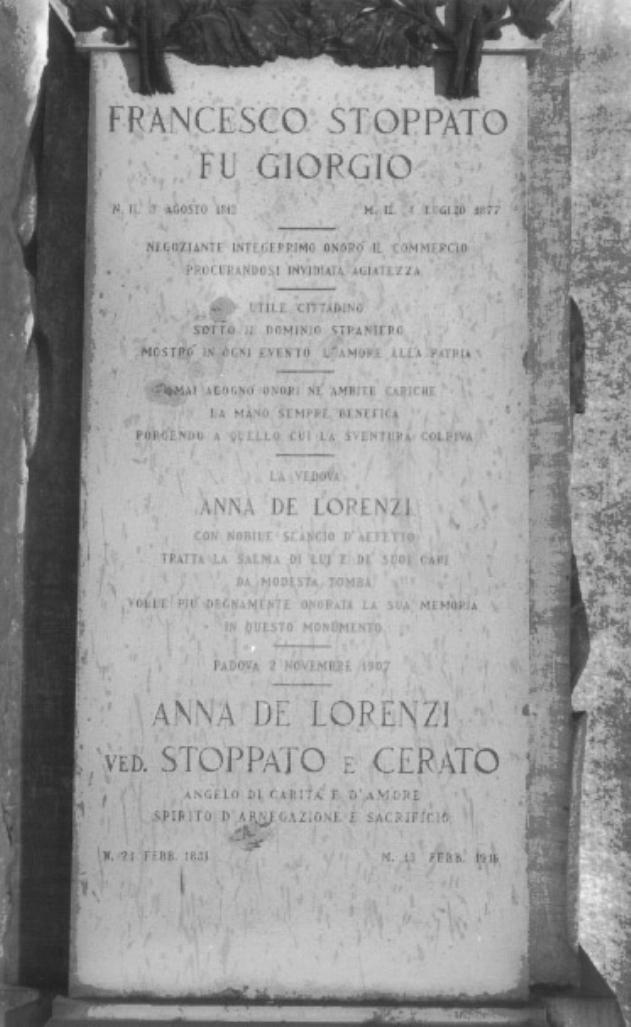 FRANCESCO STOPPATO
FU GIORGIO
N. IL 3 AGOSTO 1812 M. IL 4 LUGLIO 1877
NEGOZIANTE INTEGERRIMO ONORÒ IL COMMERCIO
PROCURANDOSI INVIDIATA AGIATEZZA
UTILE CITTADINO
SOTTO IL DOMINIO STRANIERO
MOSTRÒ IN OGNI EVENTO L'AMORE ALLA PATRIA
MAI AGOGNÒ ONORI NÈ AMBITE CARICHE
LA MANO SEMPRE BENEFICA
PORGENDO A QUELLO CUI LA SVENTURA COLPIVA
LA VEDOVA
ANNA DE LORENZI
CON NOBILE SLANCIO D'AFFETTO
TRATTA LA SALMA DI LUI E DE' SUOI CARI
DA MODESTA TOMBA
VOLLE PIÙ DEGNAMENTE ONORATA LA SUA MEMORIA
IN QUESTO MONUMENTO
PADOVA 2 NOVEMBRE 1907
ANNA DE LORENZI
VED. STOPPATO E CERATO
ANGELO DI CARITÀ E D'AMORE
SPIRITO D'ABNEGAZIONE E SACRIFICIO
N. 21 FEBB. 1831 M. 13 FEBB.